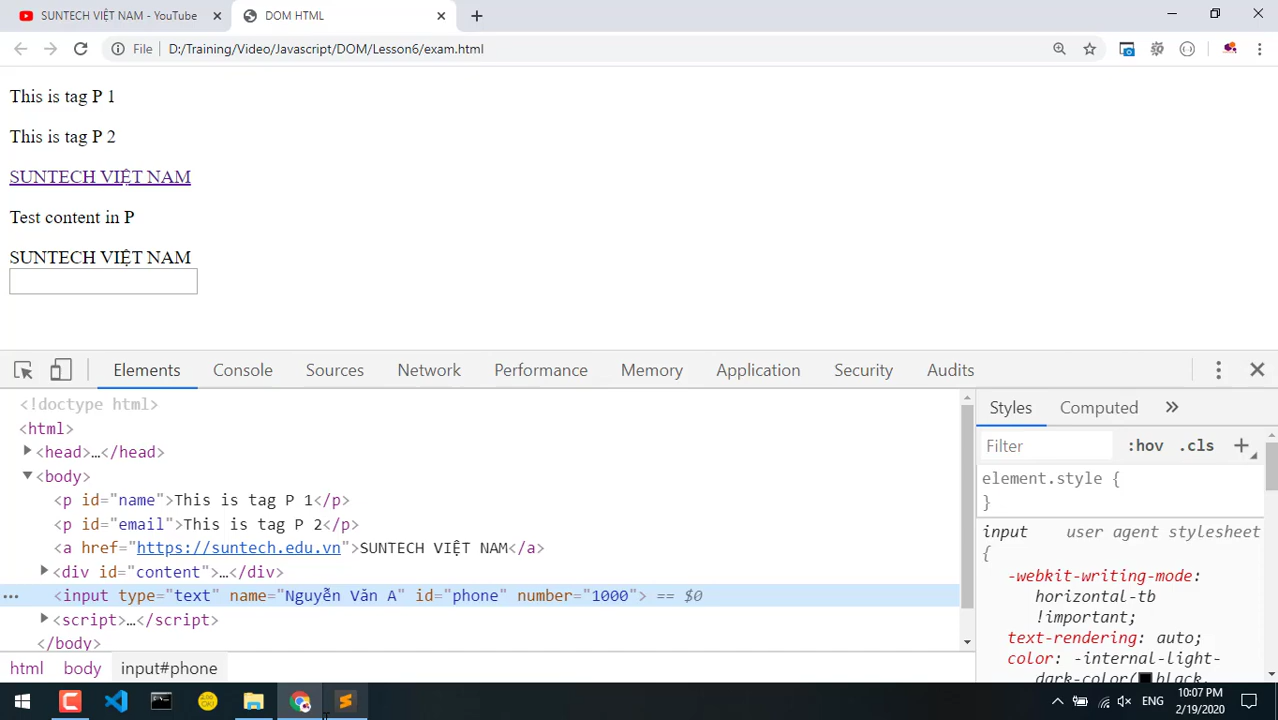 SUNTECH VIỆT NAM - YouTube
DOM HTML
File
D:/Training/Video/Javascript/DOM/Lesson6/exam.html
This is tag P 1
This is tag P 2
SUNTECH VIỆT NAM
Test content in P
SUNTECH VIỆT NAM
Elements Console Sources Network Performance Memory Application Security Audits
<!doctype html>
<html>
<head>…</head>
<body>
<p id="name">This is tag P 1</p>
<p id="email">This is tag P 2</p>
<a href="https://suntech.edu.vn">SUNTECH VIỆT NAM</a>
<div id="content">…</div>
<input type="text" name="Nguyễn Văn A" id="phone" number="1000"> == $0
<script>…</script>
</body>
html body input#phone
Styles Computed »
Filter :hov .cls +
element.style {
}
input user agent stylesheet
{
-webkit-writing-mode:
horizontal-tb
!important;
text-rendering: auto;
color: -internal-light-
dark-color( black,
ENG
10:07 PM
2/19/2020